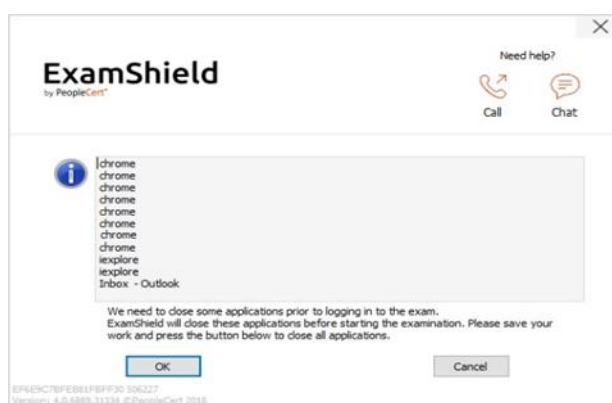 Need help?
ExamShield
by PeopleCert
Call
Chat
chrome
chrome
chrome
chrome
chrome
chrome
chrome
chrome
iexplore
iexplore
Inbox - Outlook
We need to close some applications prior to logging in to the exam.
ExamShield will close these applications before starting the examination. Please save your
work and press the button below to close all applications.
OK
Cancel
©PeopleCert 2018